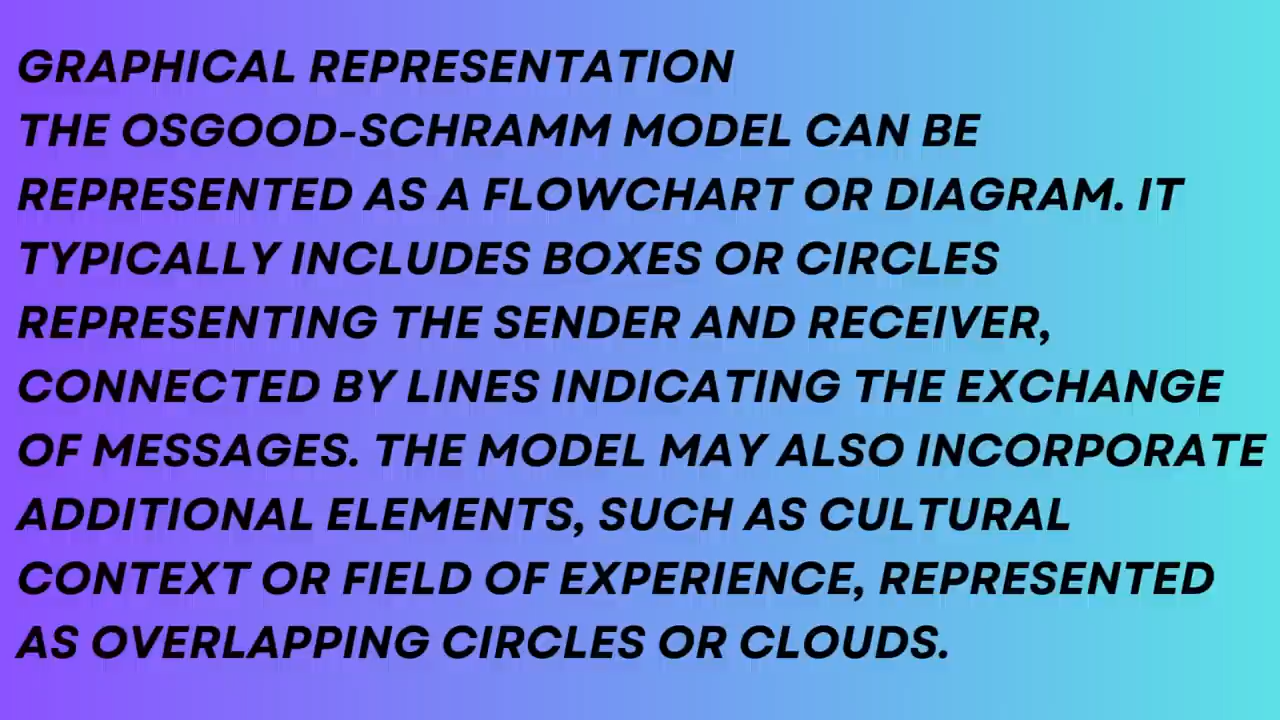 GRAPHICAL REPRESENTATION
THE OSGOOD-SCHRAMM MODEL CAN BE
REPRESENTED AS A FLOWCHART OR DIAGRAM. IT
TYPICALLY INCLUDES BOXES OR CIRCLES
REPRESENTING THE SENDER AND RECEIVER,
CONNECTED BY LINES INDICATING THE EXCHANGE
OF MESSAGES. THE MODEL MAY ALSO INCORPORATE
ADDITIONAL ELEMENTS, SUCH AS CULTURAL
CONTEXT OR FIELD OF EXPERIENCE, REPRESENTED
AS OVERLAPPING CIRCLES OR CLOUDS.